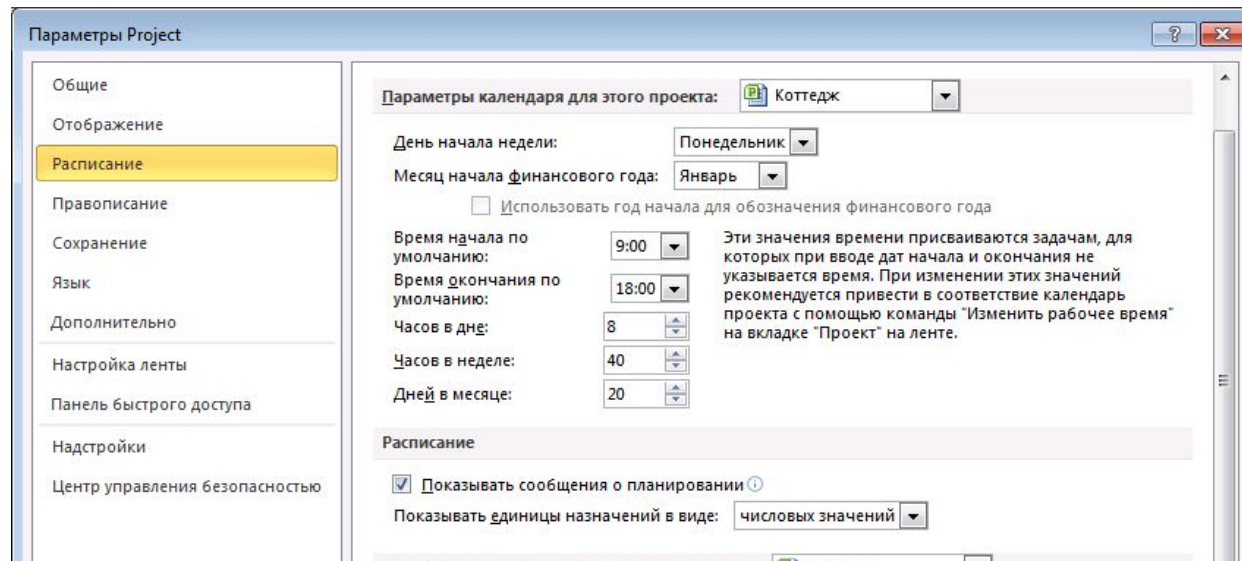 Параметры Project
Общие
Отображение
Расписание
Правописание
Сохранение
Язык
Дополнительно
Настройка ленты
Панель быстрого доступа
Надстройки
Центр управления безопасностью
Параметры календаря для этого проекта: Коттедж
День начала недели: Понедельник
Месяц начала финансового года: Январь
Использовать год начала для обозначения финансового года
Время начала по
умолчанию: 9:00
Время окончания по
умолчанию: 18:00
Часов в дне: 8
Часов в неделе: 40
Дней в месяце: 20
Эти значения времени присваиваются задачам, для
которых при вводе дат начала и окончания не
указывается время. При изменении этих значений
рекомендуется привести в соответствие календарь
проекта с помощью команды "Изменить рабочее время"
на вкладке "Проект" на ленте.
Расписание
Показывать сообщения о планировании
Показывать единицы назначений в виде: числовых значений